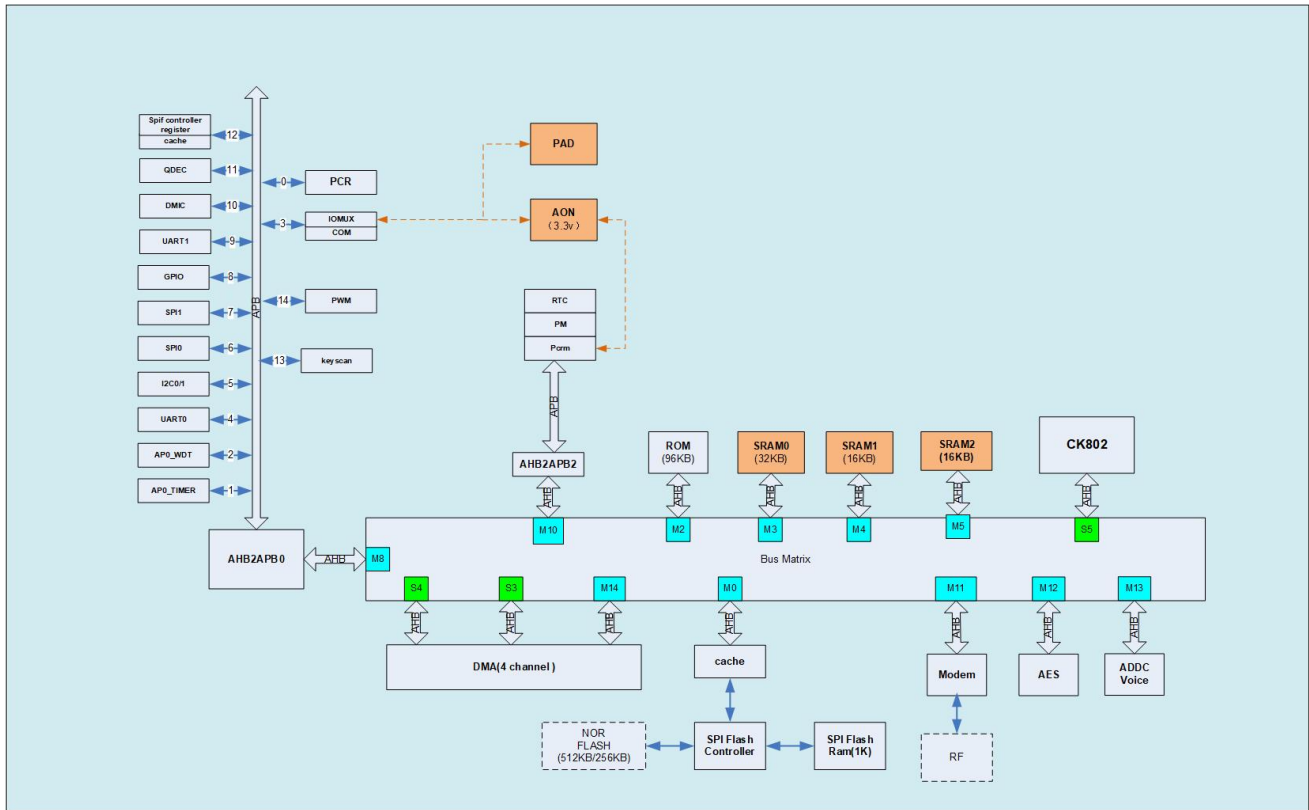 Spif controller
register
cache
12
QDEC
11
DMIC
10
UART1
9
GPIO
8
SPI1
7
SPI0
6
I2C0/1
5
UART0
4
AP0_WDT
2
AP0_TIMER
1
APB
0
PCR
3
IOMUX
COM
14
PWM
13
keyscan
PAD
AON
(3.3v)
RTC
PM
Pcrm
APB
AHB2APB2
AHB
ROM
(96KB)
AHB
SRAM0
(32KB)
AHB
SRAM1
(16KB)
AHB
SRAM2
(16KB)
AHB
CK802
AHB
AHB2APB0
AHB
M8
M10
M2
M3
M4
M5
S5
Bus Matrix
S4
S3
M14
M0
M11
M12
M13
AHB
AHB
AHB
AHB
AHB
AHB
AHB
DMA(4 channel)
cache
Modem
AES
ADDC
Voice
NOR
FLASH
(512KB/256KB)
SPI Flash
Controller
SPI Flash
Ram(1K)
RF